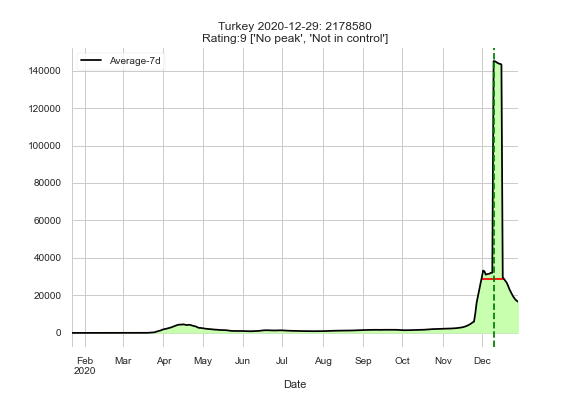 Turkey 2020-12-29: 2178580
Rating:9 ['No peak', 'Not in control']
Average-7d
140000
120000
100000
80000
60000
40000
20000
0
Feb Mar Apr May Jun Jul Aug Sep Oct Nov Dec
2020
Date